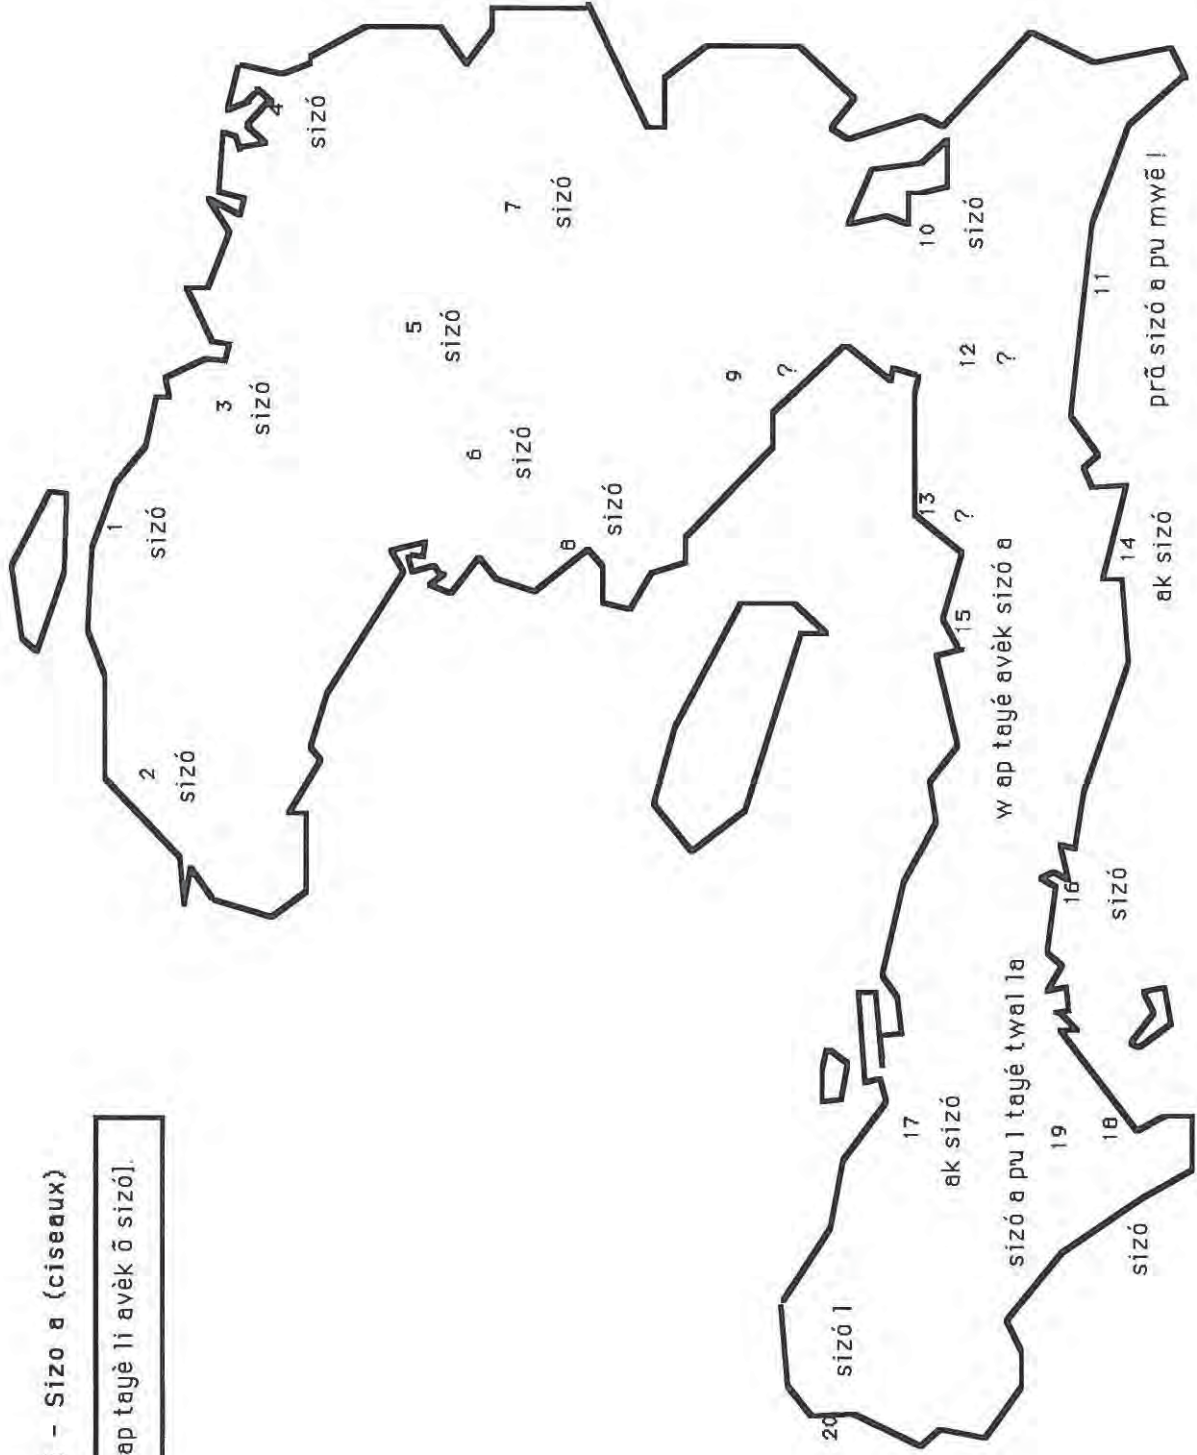 - Sizo a (ciseaux)
ap tayè li avèk õ sizó].
1
sizó
2
sizó
3
sizó
4
sizó
5
sizó
6
sizó
7
sizó
8
sizó
9
?
10
sizó
11
prã sizó a pu mwẽ !
12
?
13
?
14
ak sizó
15
w ap tayé avèk sizó a
16
sizó
17
ak sizó
18
sizó
19
sizó a pu l tayé twal la
20
sizó l